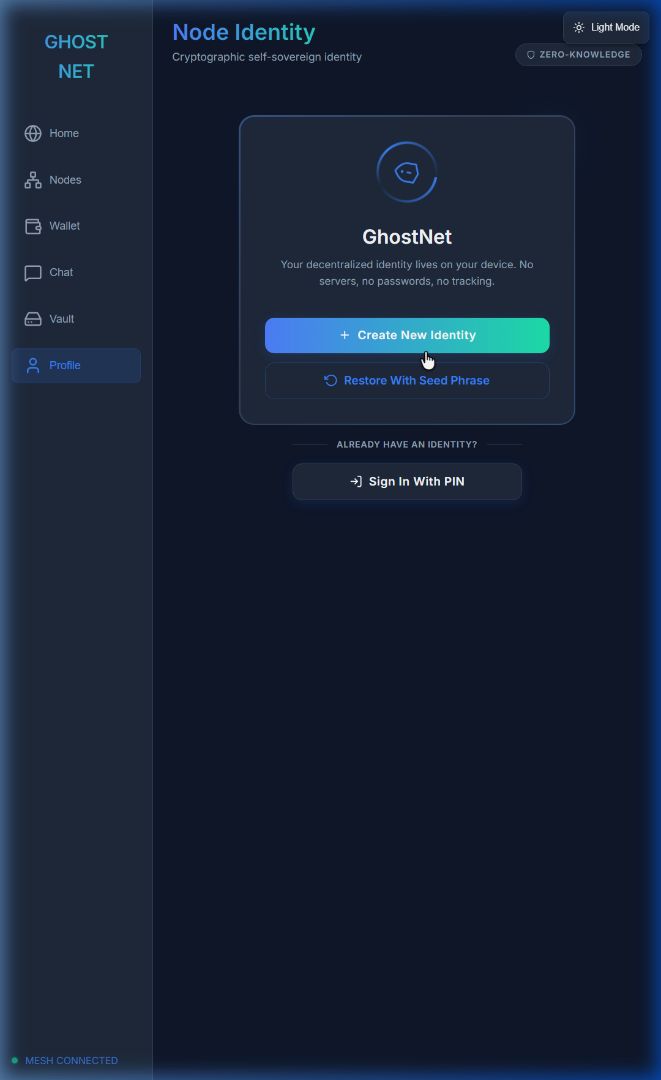 GHOST
NET
Home
Nodes
Wallet
Chat
Vault
Profile
MESH CONNECTED
Node Identity
Cryptographic self-sovereign identity
Light Mode
ZERO-KNOWLEDGE
GhostNet
Your decentralized identity lives on your device. No
servers, no passwords, no tracking.
Create New Identity
Restore With Seed Phrase
ALREADY HAVE AN IDENTITY?
Sign In With PIN